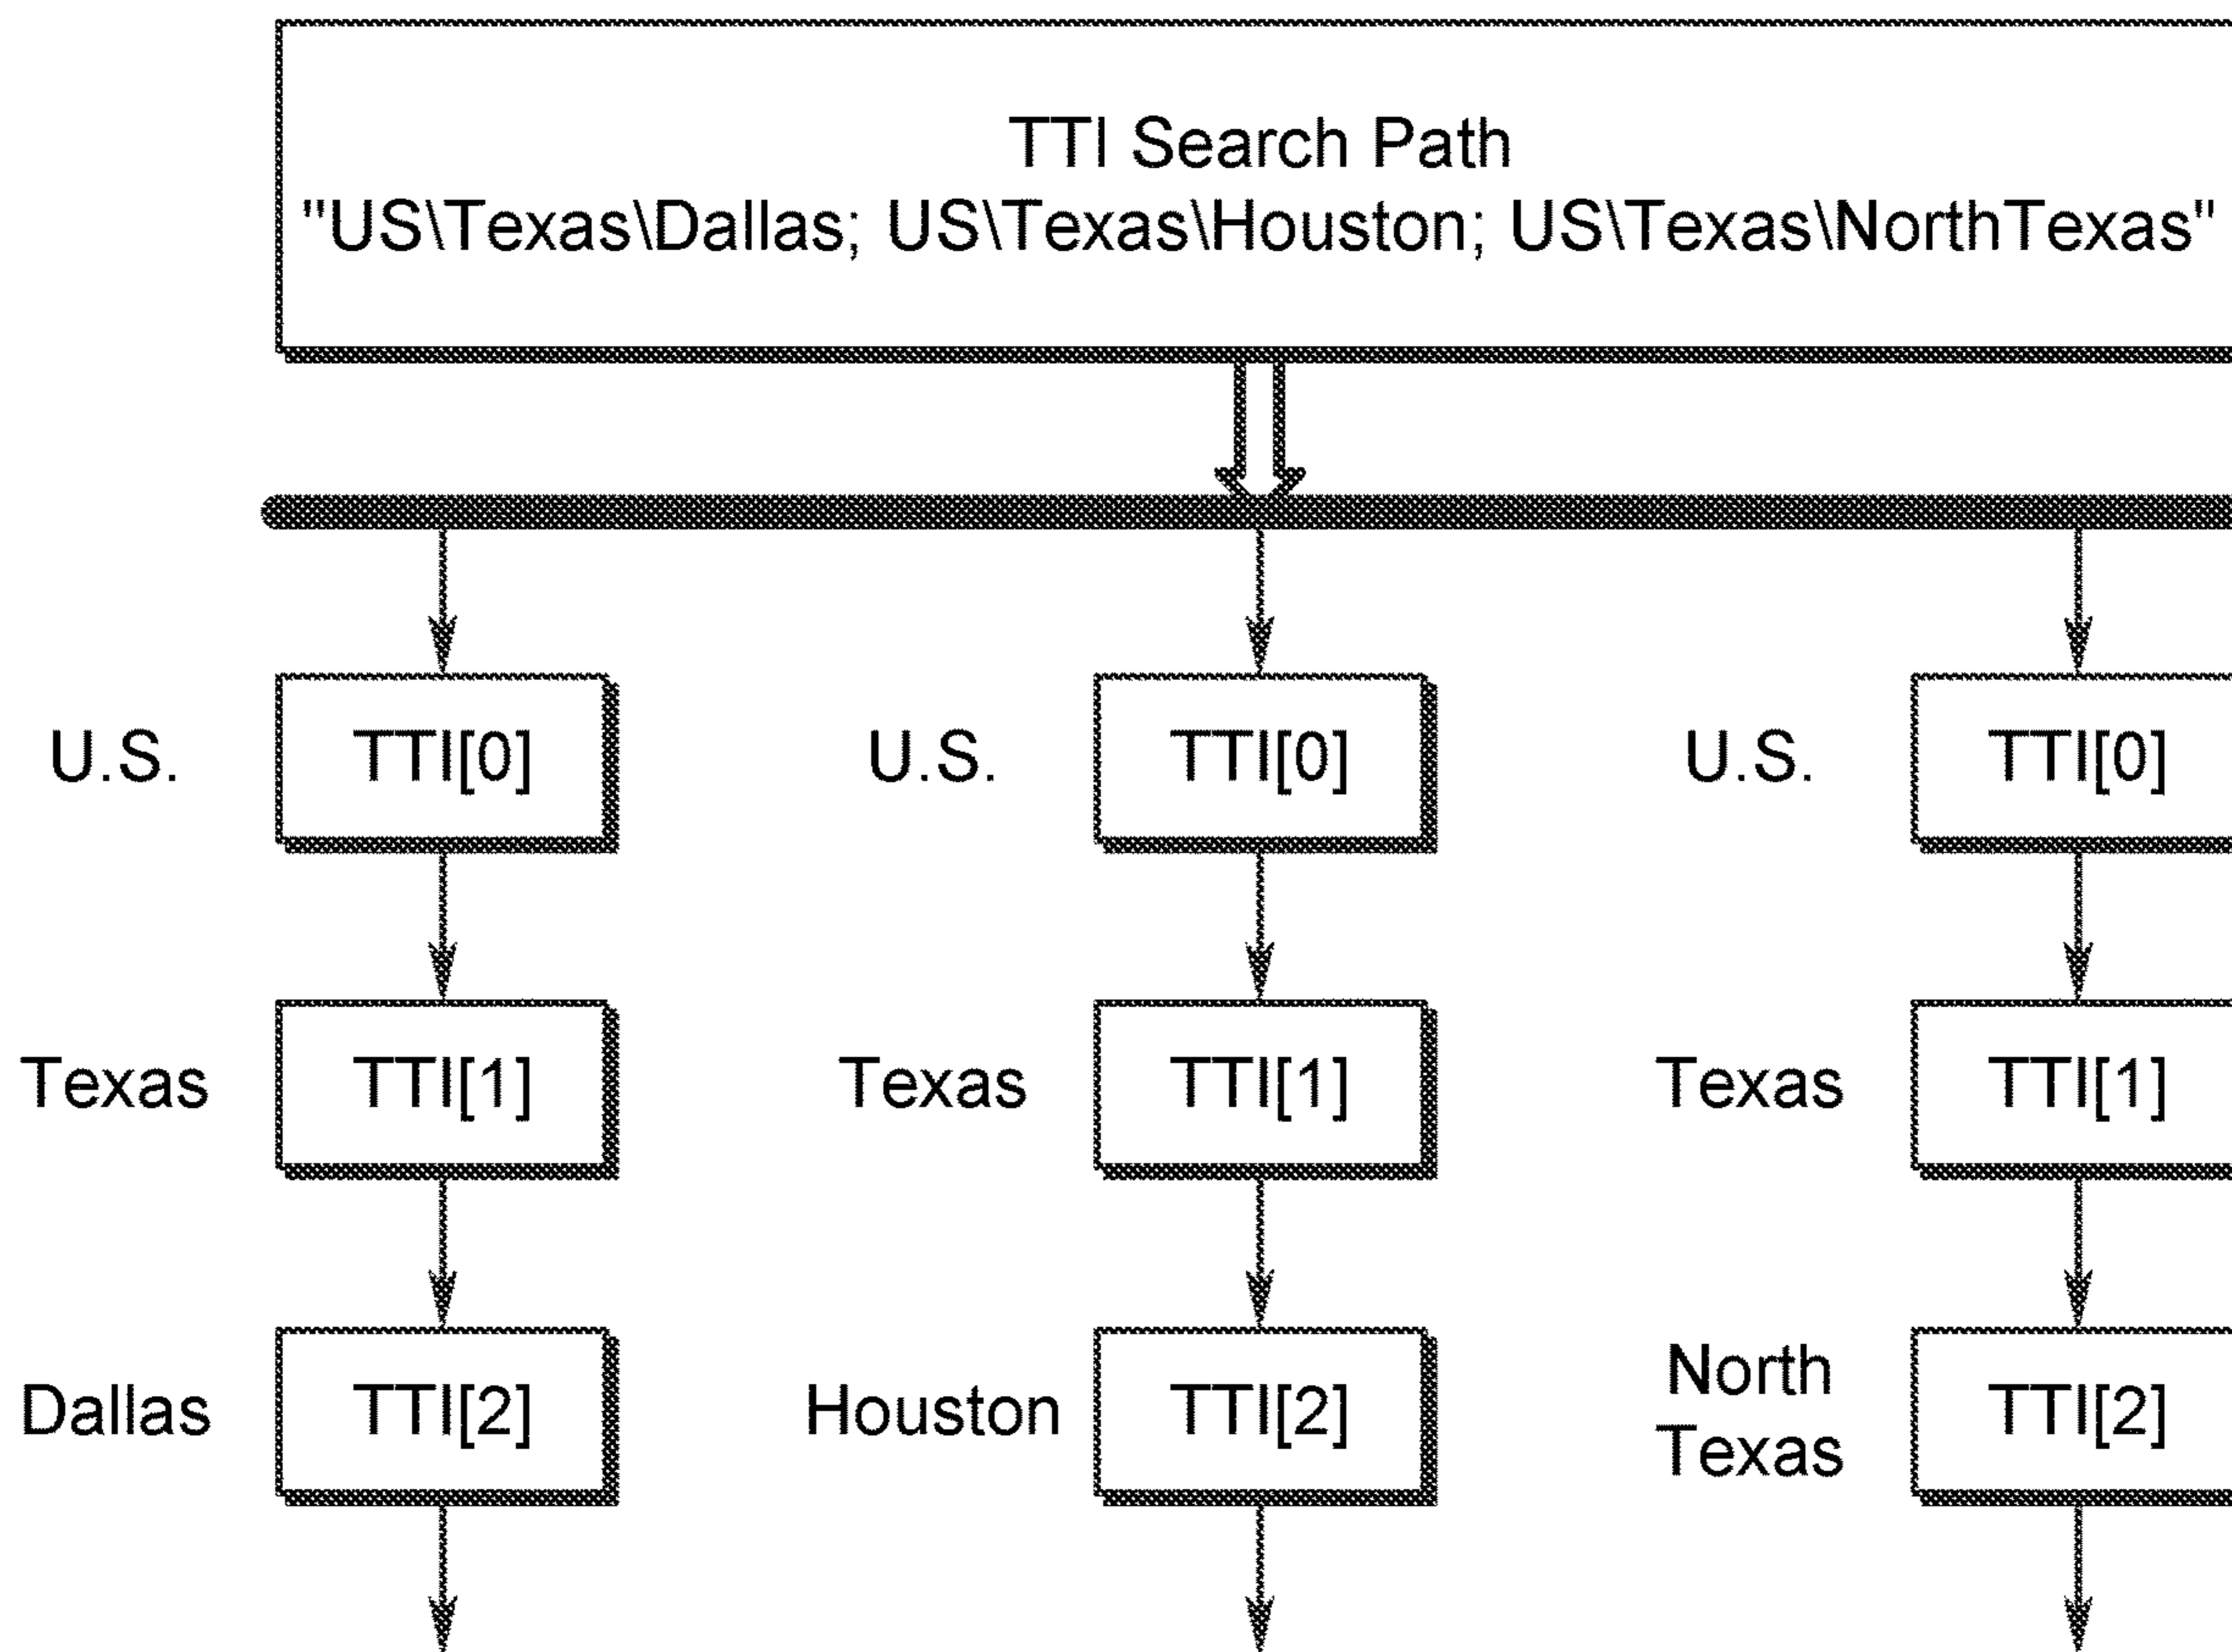 TTI Search Path
"US\Texas\Dallas; US\Texas\Houston; US\Texas\NorthTexas"
U.S.
TTI[0]
U.S.
TTI[0]
U.S.
TTI[0]
Texas
TTI[1]
Texas
TTI[1]
Texas
TTI[1]
Dallas
TTI[2]
Houston
TTI[2]
North
Texas
TTI[2]